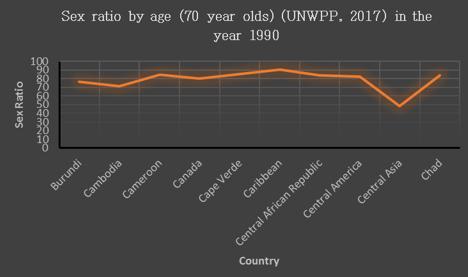 Sex ratio by age (70 year olds) (UNWPP, 2017) in the
year 1990
Sex Ratio
100
90
80
70
60
50
40
30
20
10
0
Burundi
Cambodia
Cameroon
Canada
Cape Verde
Caribbean
Central African Republic
Central America
Central Asia
Chad
Country